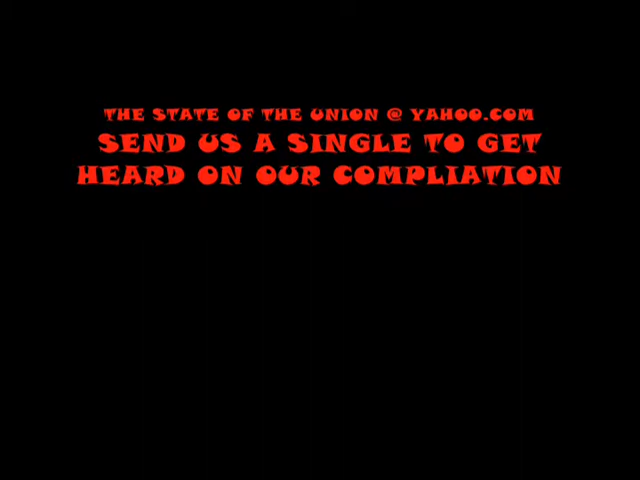 THE STATE OF THE UNION @ YAHOO.COM
SEND US A SINGLE TO GET
HEARD ON OUR COMPLIATION